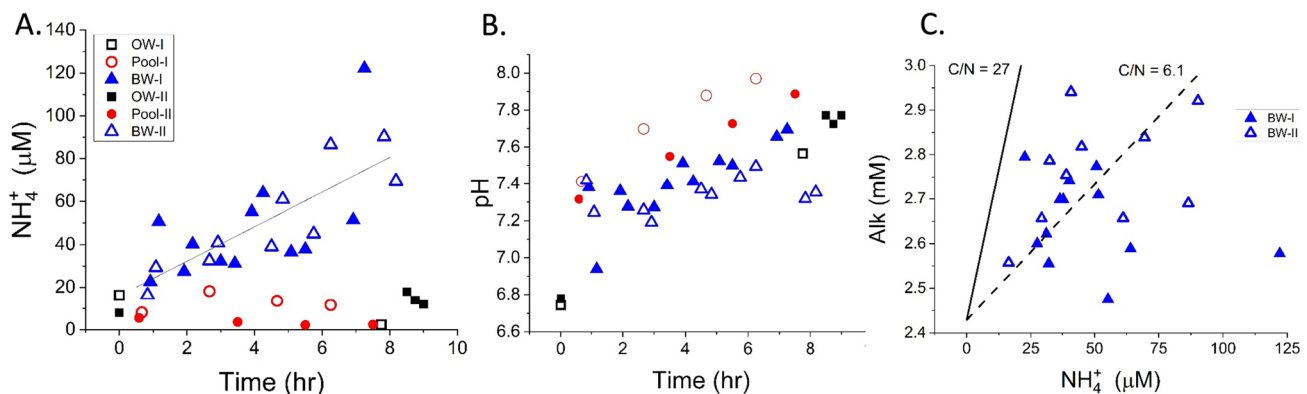 A.
NH4+ (μM)
140
120
100
80
60
40
20
0
OW-I
Pool-I
BW-I
OW-II
Pool-II
BW-II
0 2 4 6 8 10
Time (hr)
B.
pH
8.0
7.8
7.6
7.4
7.2
7.0
6.8
6.6
0 2 4 6 8
Time (hr)
C.
Alk (mM)
3.0
2.9
2.8
2.7
2.6
2.5
2.4
C/N = 27
C/N = 6.1
BW-I
BW-II
0 25 50 75 100 125
NH4+ (μM)